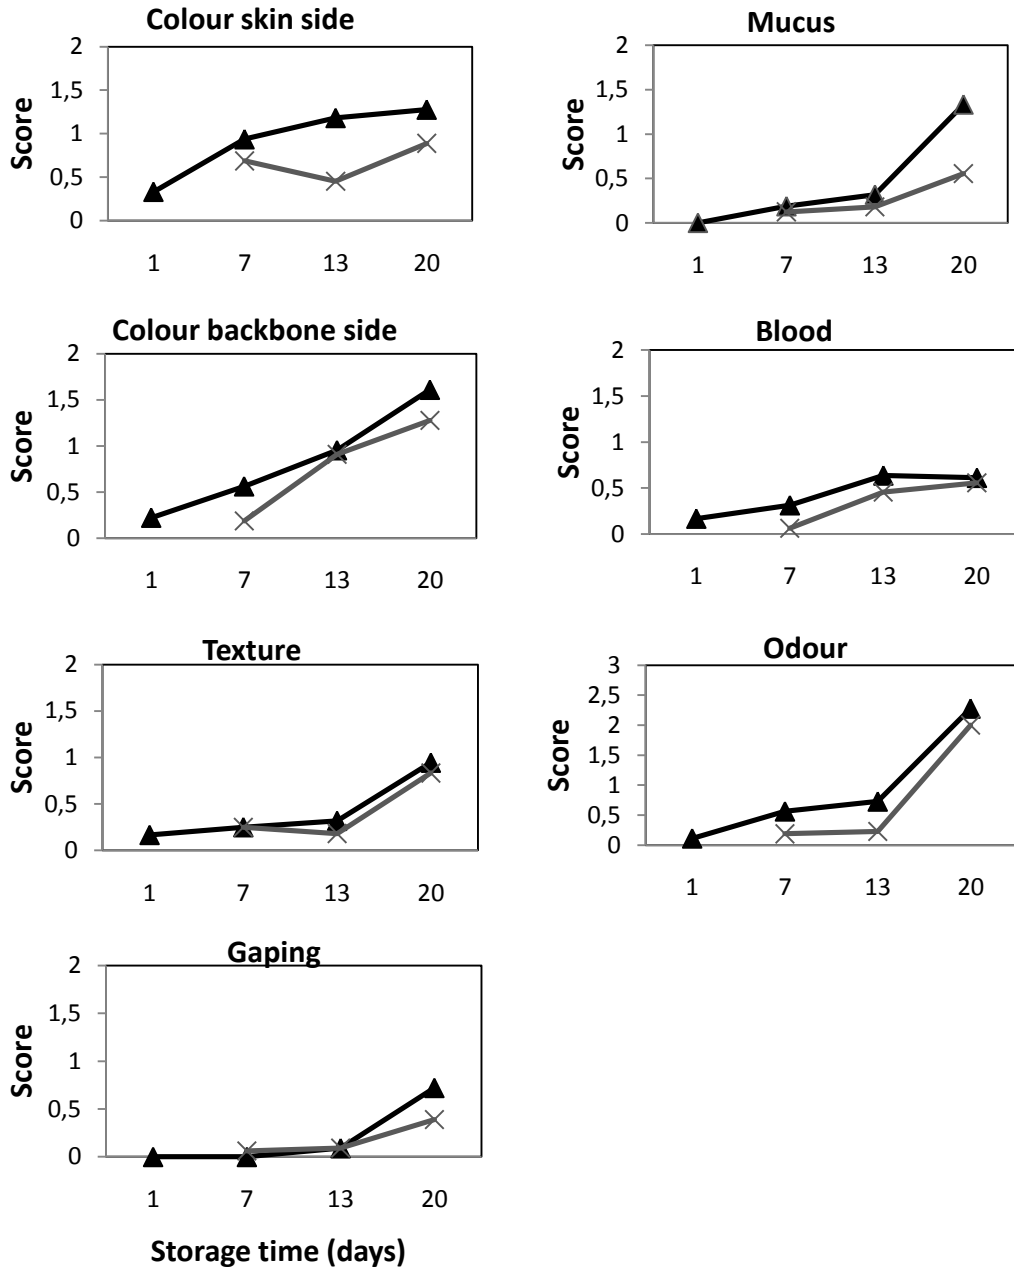 Colour skin side
2
1,5
1
0,5
0
Score
1 7 13 20
Mucus
2
1,5
1
0,5
0
Score
1 7 13 20
Colour backbone side
2
1,5
1
0,5
0
Score
1 7 13 20
Blood
2
1,5
1
0,5
0
Score
1 7 13 20
Texture
2
1,5
1
0,5
0
Score
1 7 13 20
Odour
3
2,5
2
1,5
1
0,5
0
Score
1 7 13 20
Gaping
2
1,5
1
0,5
0
Score
1 7 13 20
Storage time (days)